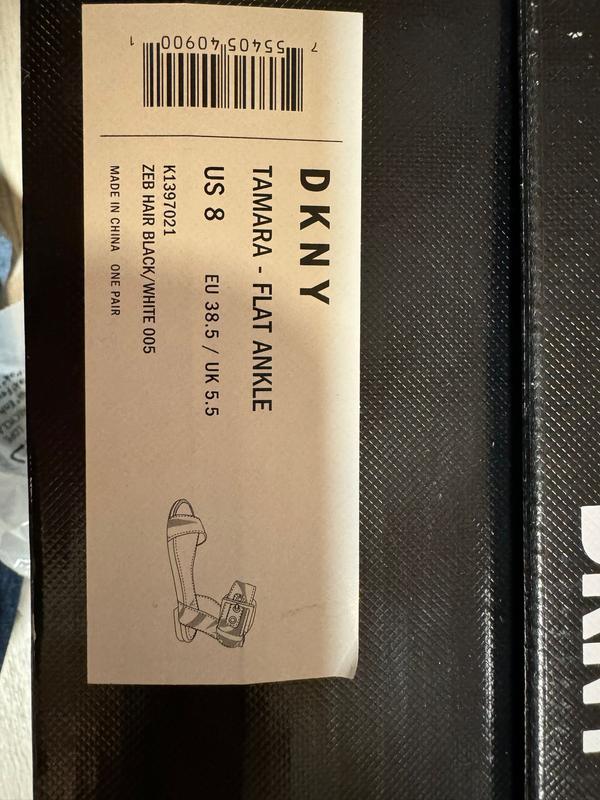 DKNY
TAMARA - FLAT ANKLE
US 8 EU 38.5 / UK 5.5
K1397021
ZEB HAIR BLACK/WHITE 005
MADE IN CHINA ONE PAIR
7 55405 40900 1
DKNY